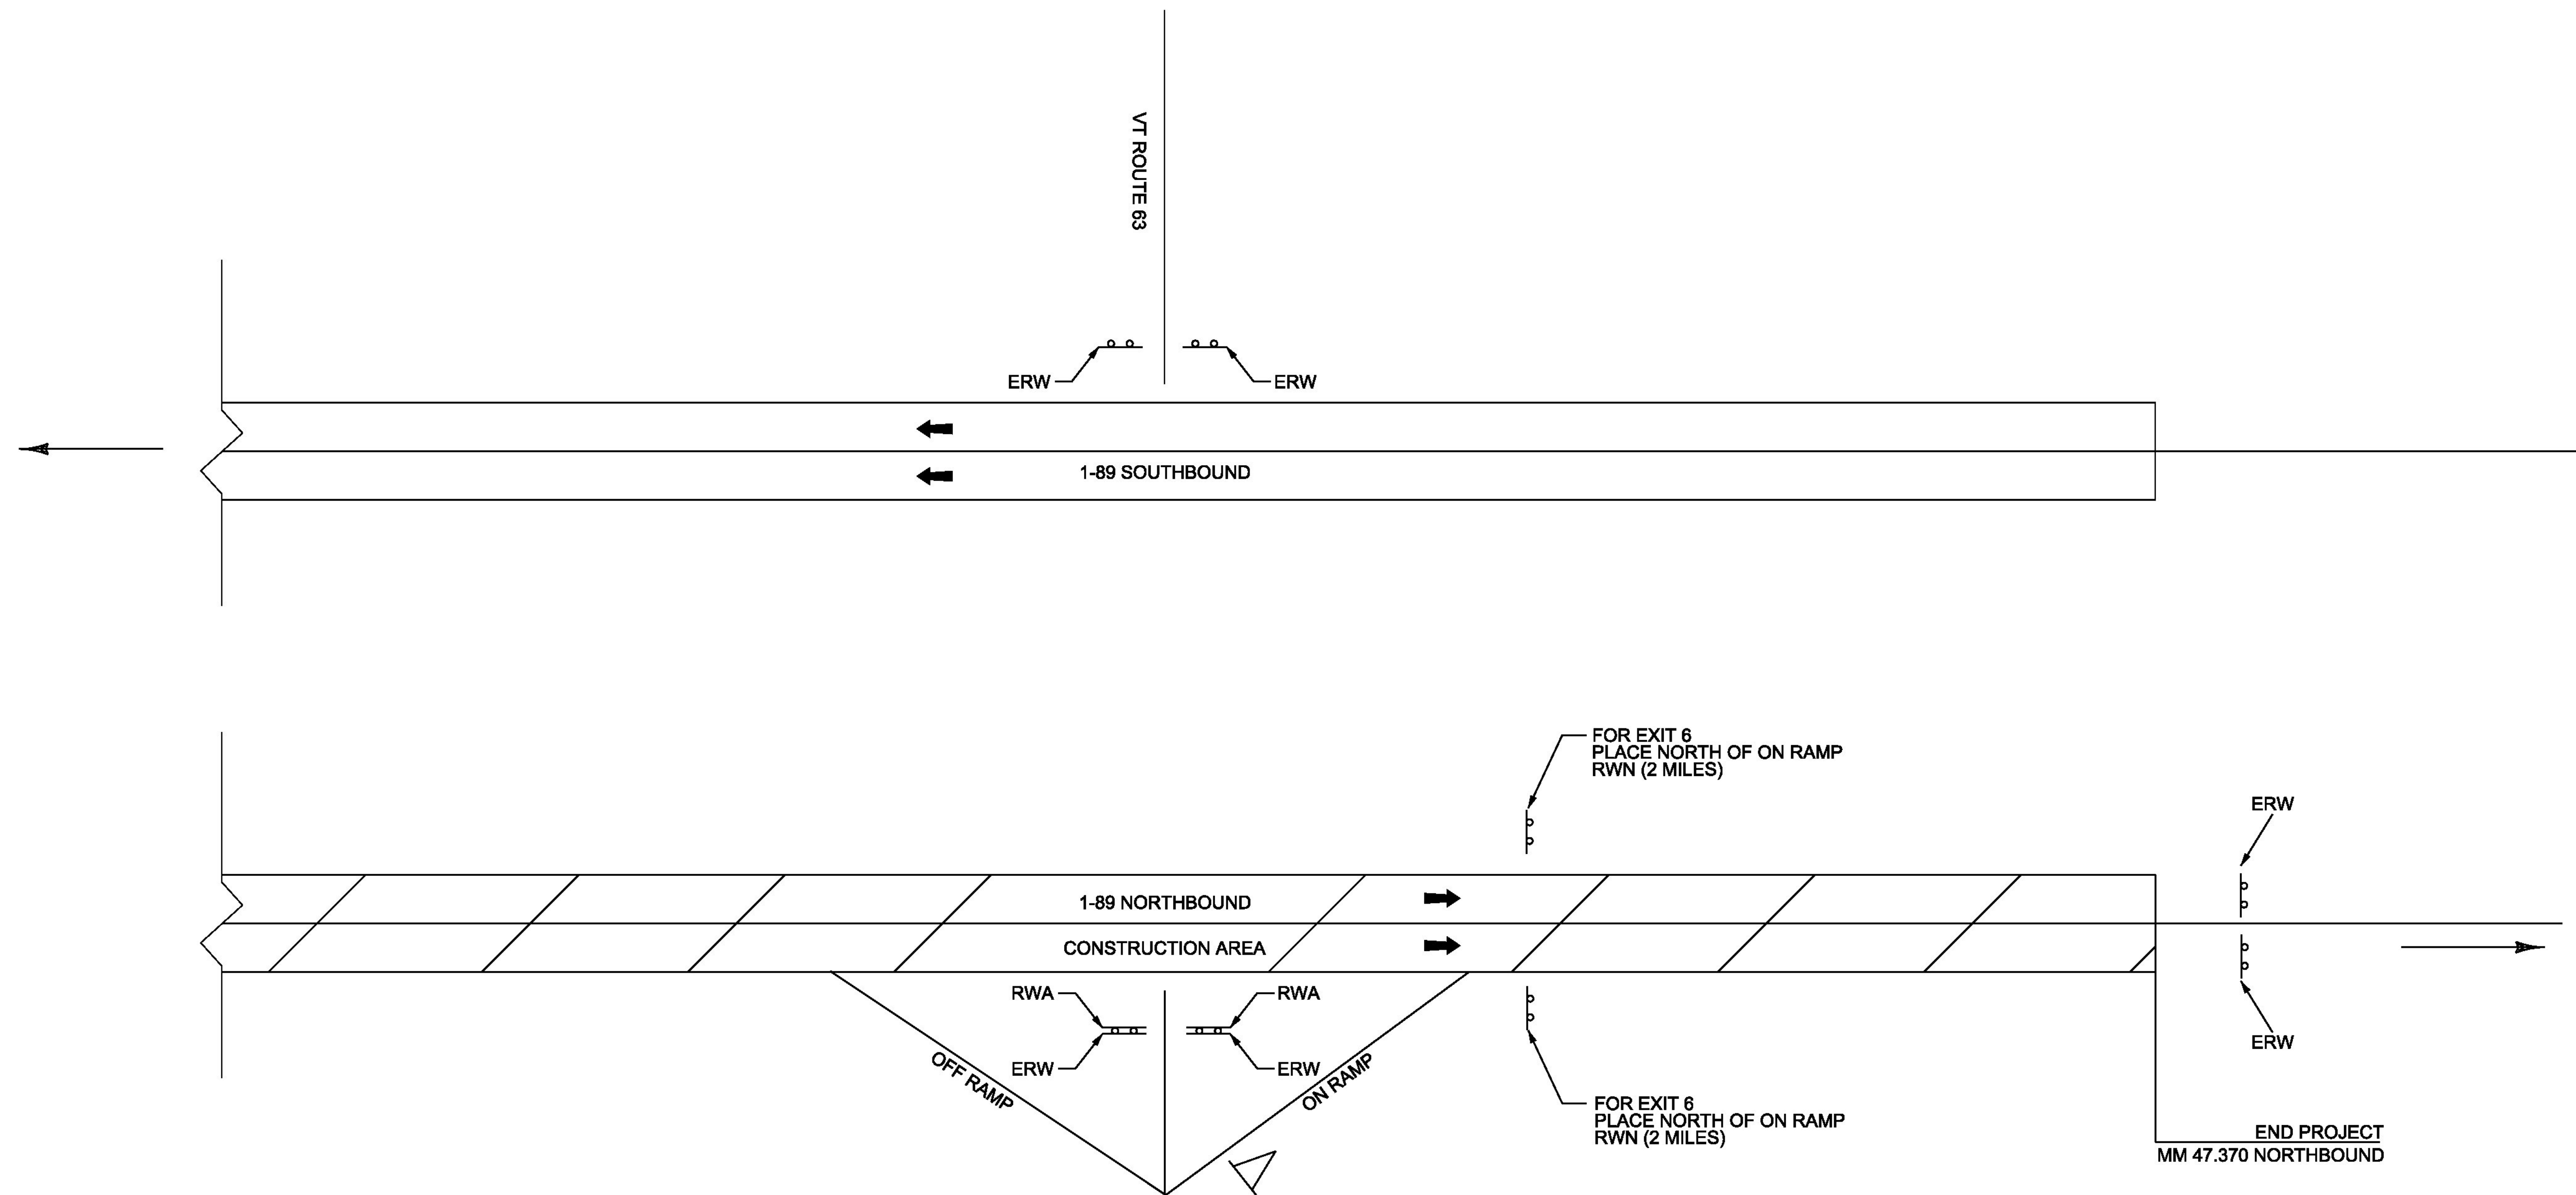 VT ROUTE 63
ERW
ERW
1-89 SOUTHBOUND
FOR EXIT 6
PLACE NORTH OF ON RAMP
RWN (2 MILES)
ERW
1-89 NORTHBOUND
CONSTRUCTION AREA
RWA
RWA
ERW
ERW
OFF RAMP
ON RAMP
ERW
FOR EXIT 6
PLACE NORTH OF ON RAMP
RWN (2 MILES)
END PROJECT
MM 47.370 NORTHBOUND